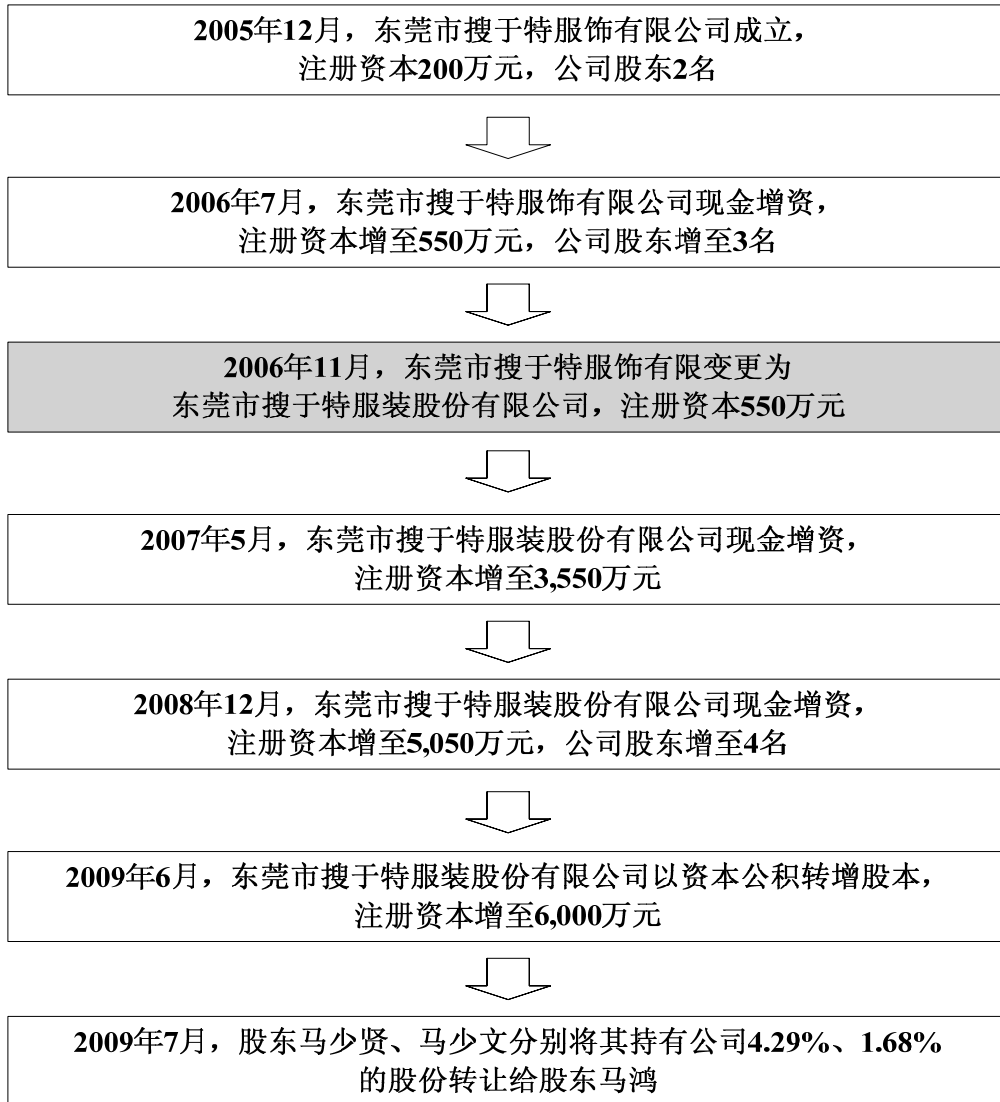 2005年12月，东莞市搜于特服饰有限公司成立，
注册资本200万元，公司股东2名
2006年7月，东莞市搜于特服饰有限公司现金增资，
注册资本增至550万元，公司股东增至3名
2006年11月，东莞市搜于特服饰有限变更为
东莞市搜于特服装股份有限公司，注册资本550万元
2007年5月，东莞市搜于特服装股份有限公司现金增资，
注册资本增至3,550万元
2008年12月，东莞市搜于特服装股份有限公司现金增资，
注册资本增至5,050万元，公司股东增至4名
2009年6月，东莞市搜于特服装股份有限公司以资本公积转增股本，
注册资本增至6,000万元
2009年7月，股东马少贤、马少文分别将其持有公司4.29%、1.68%
的股份转让给股东马鸿